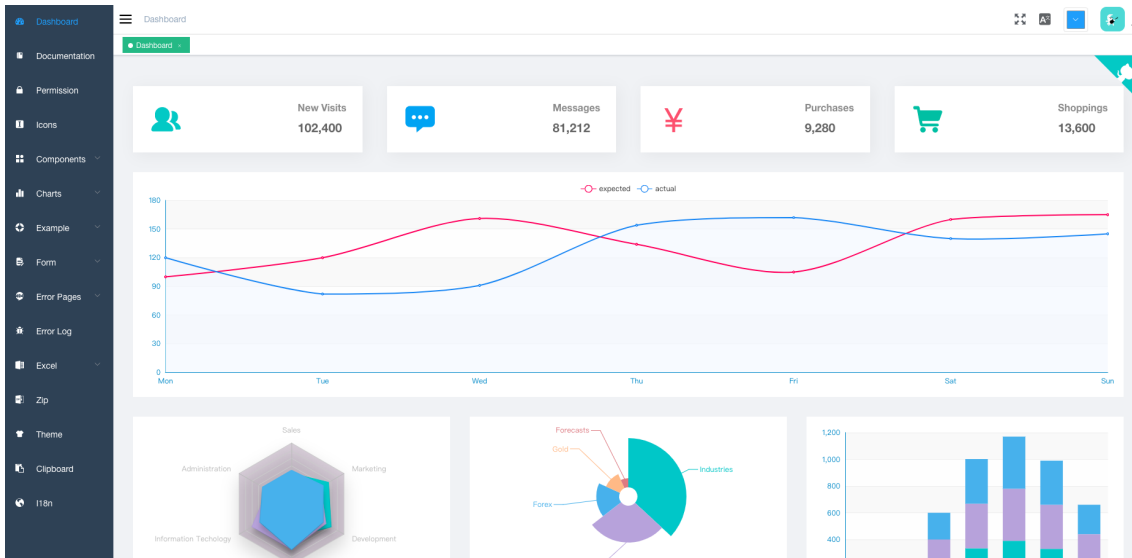 Dashboard
Documentation
Permission
Icons
Components
Charts
Example
Form
Error Pages
Error Log
Excel
Zip
Theme
Clipboard
I18n
Dashboard
Dashboard ×
New Visits
102,400
Messages
81,212
Purchases
9,280
Shoppings
13,600
expected
actual
180
150
120
90
60
30
0
Mon
Tue
Wed
Thu
Fri
Sat
Sun
Sales
Administration
Marketing
Information Techology
Development
Forecasts
Gold
Industries
Forex
1,200
1,000
800
600
400